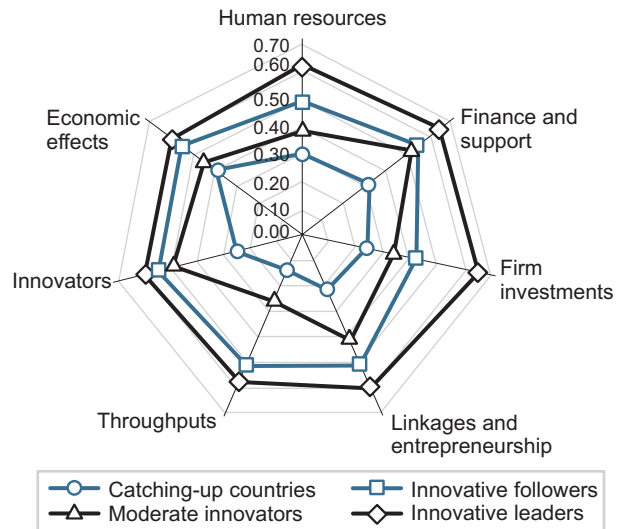 Human resources
0.70
0.60
0.50
0.40
0.30
0.20
0.10
0.00
Economic
effects
Finance and
support
Innovators
Firm
investments
Throughputs
Linkages and
entrepreneurship
Catching-up countries
Innovative followers
Moderate innovators
Innovative leaders